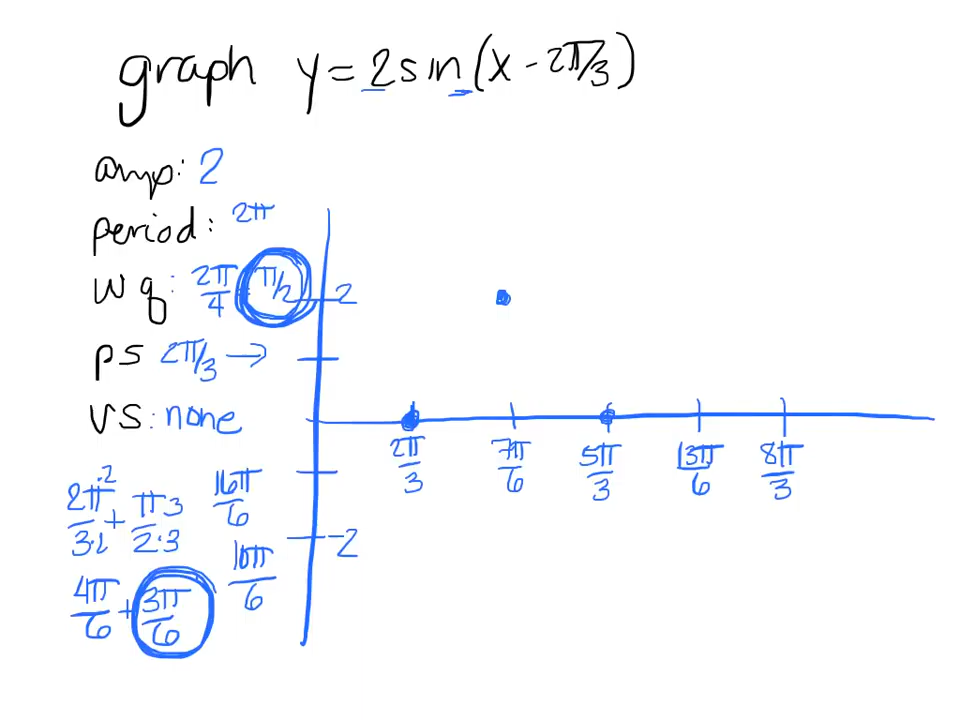 graph y = 2sin(x - 2π/3)
amp: 2
period: 2π
wq: 2π/4 = π/2
ps 2π/3 →
vs: none
2π·2/3·2 + π3/2·3
4π/6 + 3π/6
16π/6
10π/6
2
-2
2π/3 7π/6 5π/3 13π/6 8π/3